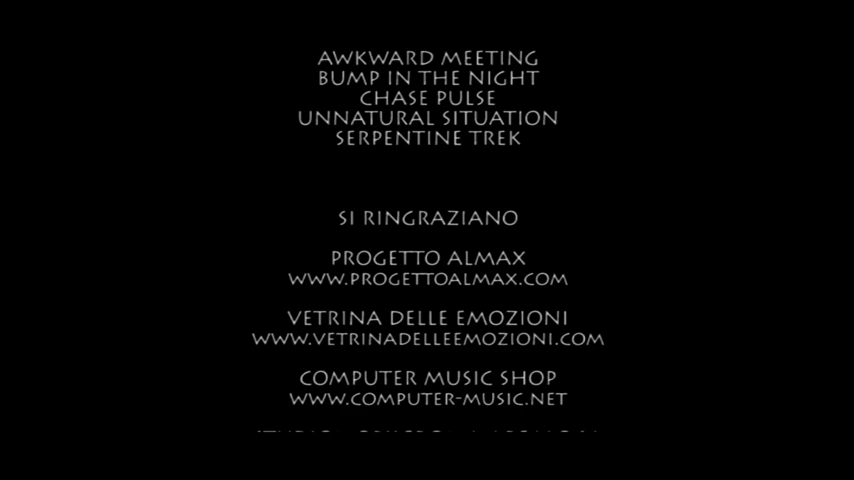 AWKWARD MEETING
BUMP IN THE NIGHT
CHASE PULSE
UNNATURAL SITUATION
SERPENTINE TREK
SI RINGRAZIANO
PROGETTO ALMAX
WWW.PROGETTOALMAX.COM
VETRINA DELLE EMOZIONI
WWW.VETRINADELLEEMOZIONI.COM
COMPUTER MUSIC SHOP
WWW.COMPUTER-MUSIC.NET